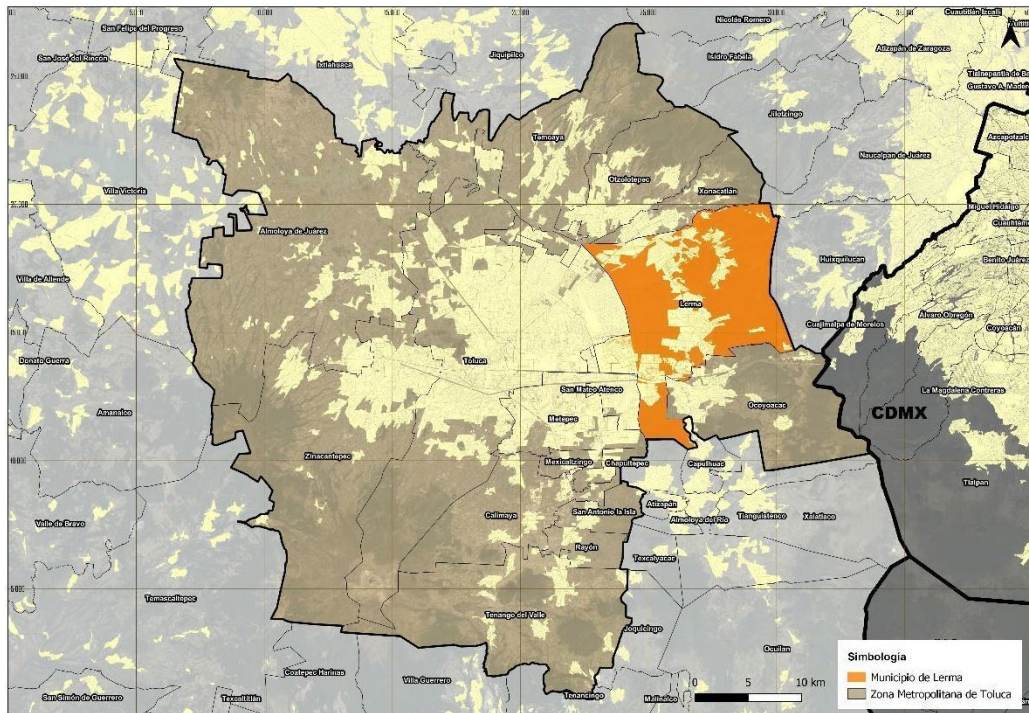 Nicolás Romero
Cuautitlán Izcalli
San Felipe del Progreso
San José del Rincón
Ixtlahuaca
Jiquipilco
Isidro Fabela
Atizapán de Zaragoza
Tlalnepantla de B
Gustavo A. Mader
Jilotzingo
Azcapotzalc
Temoaya
Naucalpan de Juárez
Otzolotepec
Villa Victoria
Xonacatlán
Miguel Hidalgo
Cuauhtém
Almoloya de Juárez
Huixquilucan
Benito Juárez
Villa de Allende
Lerma
Álvaro Obregón
Cuajimalpa de Morelos
Coyoacán
Donato Guerra
Toluca
San Mateo Atenco
La Magdalena Contreras
Amanalco
Ocoyoacac
CDMX
Metepec
Zinacantepec
Mexicaltzingo
Chapultepec
Capulhuac
Tlalpan
Atizapán
Valle de Bravo
Calimaya
San Antonio la Isla
Almoloya del Río
Tianguistenco
Xalatlaco
Rayón
Texcalyacac
Temascaltepec
Tenango del Valle
Joquicingo
Ocuilan
Coatepec Harinas
Villa Guerrero
San Simón de Guerrero
Texcaltitlán
Tenancingo
Malinalco
0 5 10 km
Simbología
Municipio de Lerma
Zona Metropolitana de Toluca